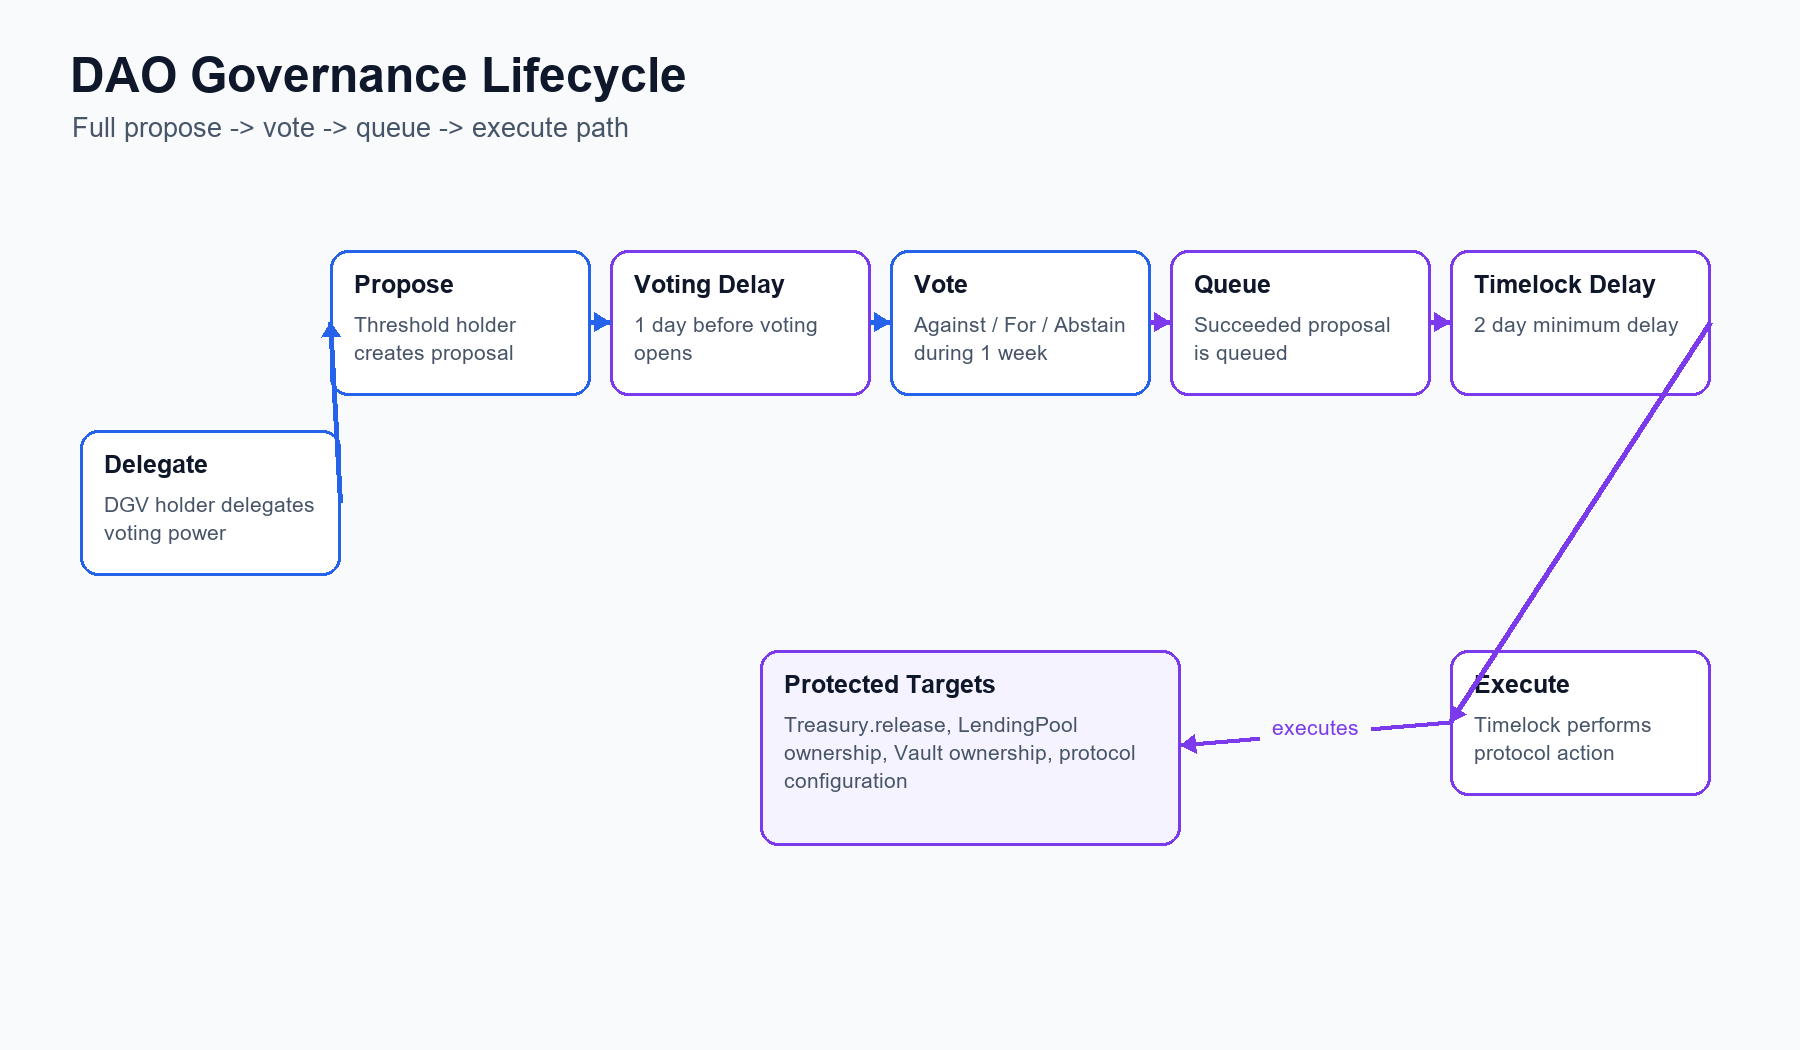 DAO Governance Lifecycle
Full propose -> vote -> queue -> execute path
Propose
Threshold holder
creates proposal
Voting Delay
1 day before voting
opens
Vote
Against / For / Abstain
during 1 week
Queue
Succeeded proposal
is queued
Timelock Delay
2 day minimum delay
Delegate
DGV holder delegates
voting power
Protected Targets
Treasury.release, LendingPool
ownership, Vault ownership, protocol
configuration
executes
Execute
Timelock performs
protocol action